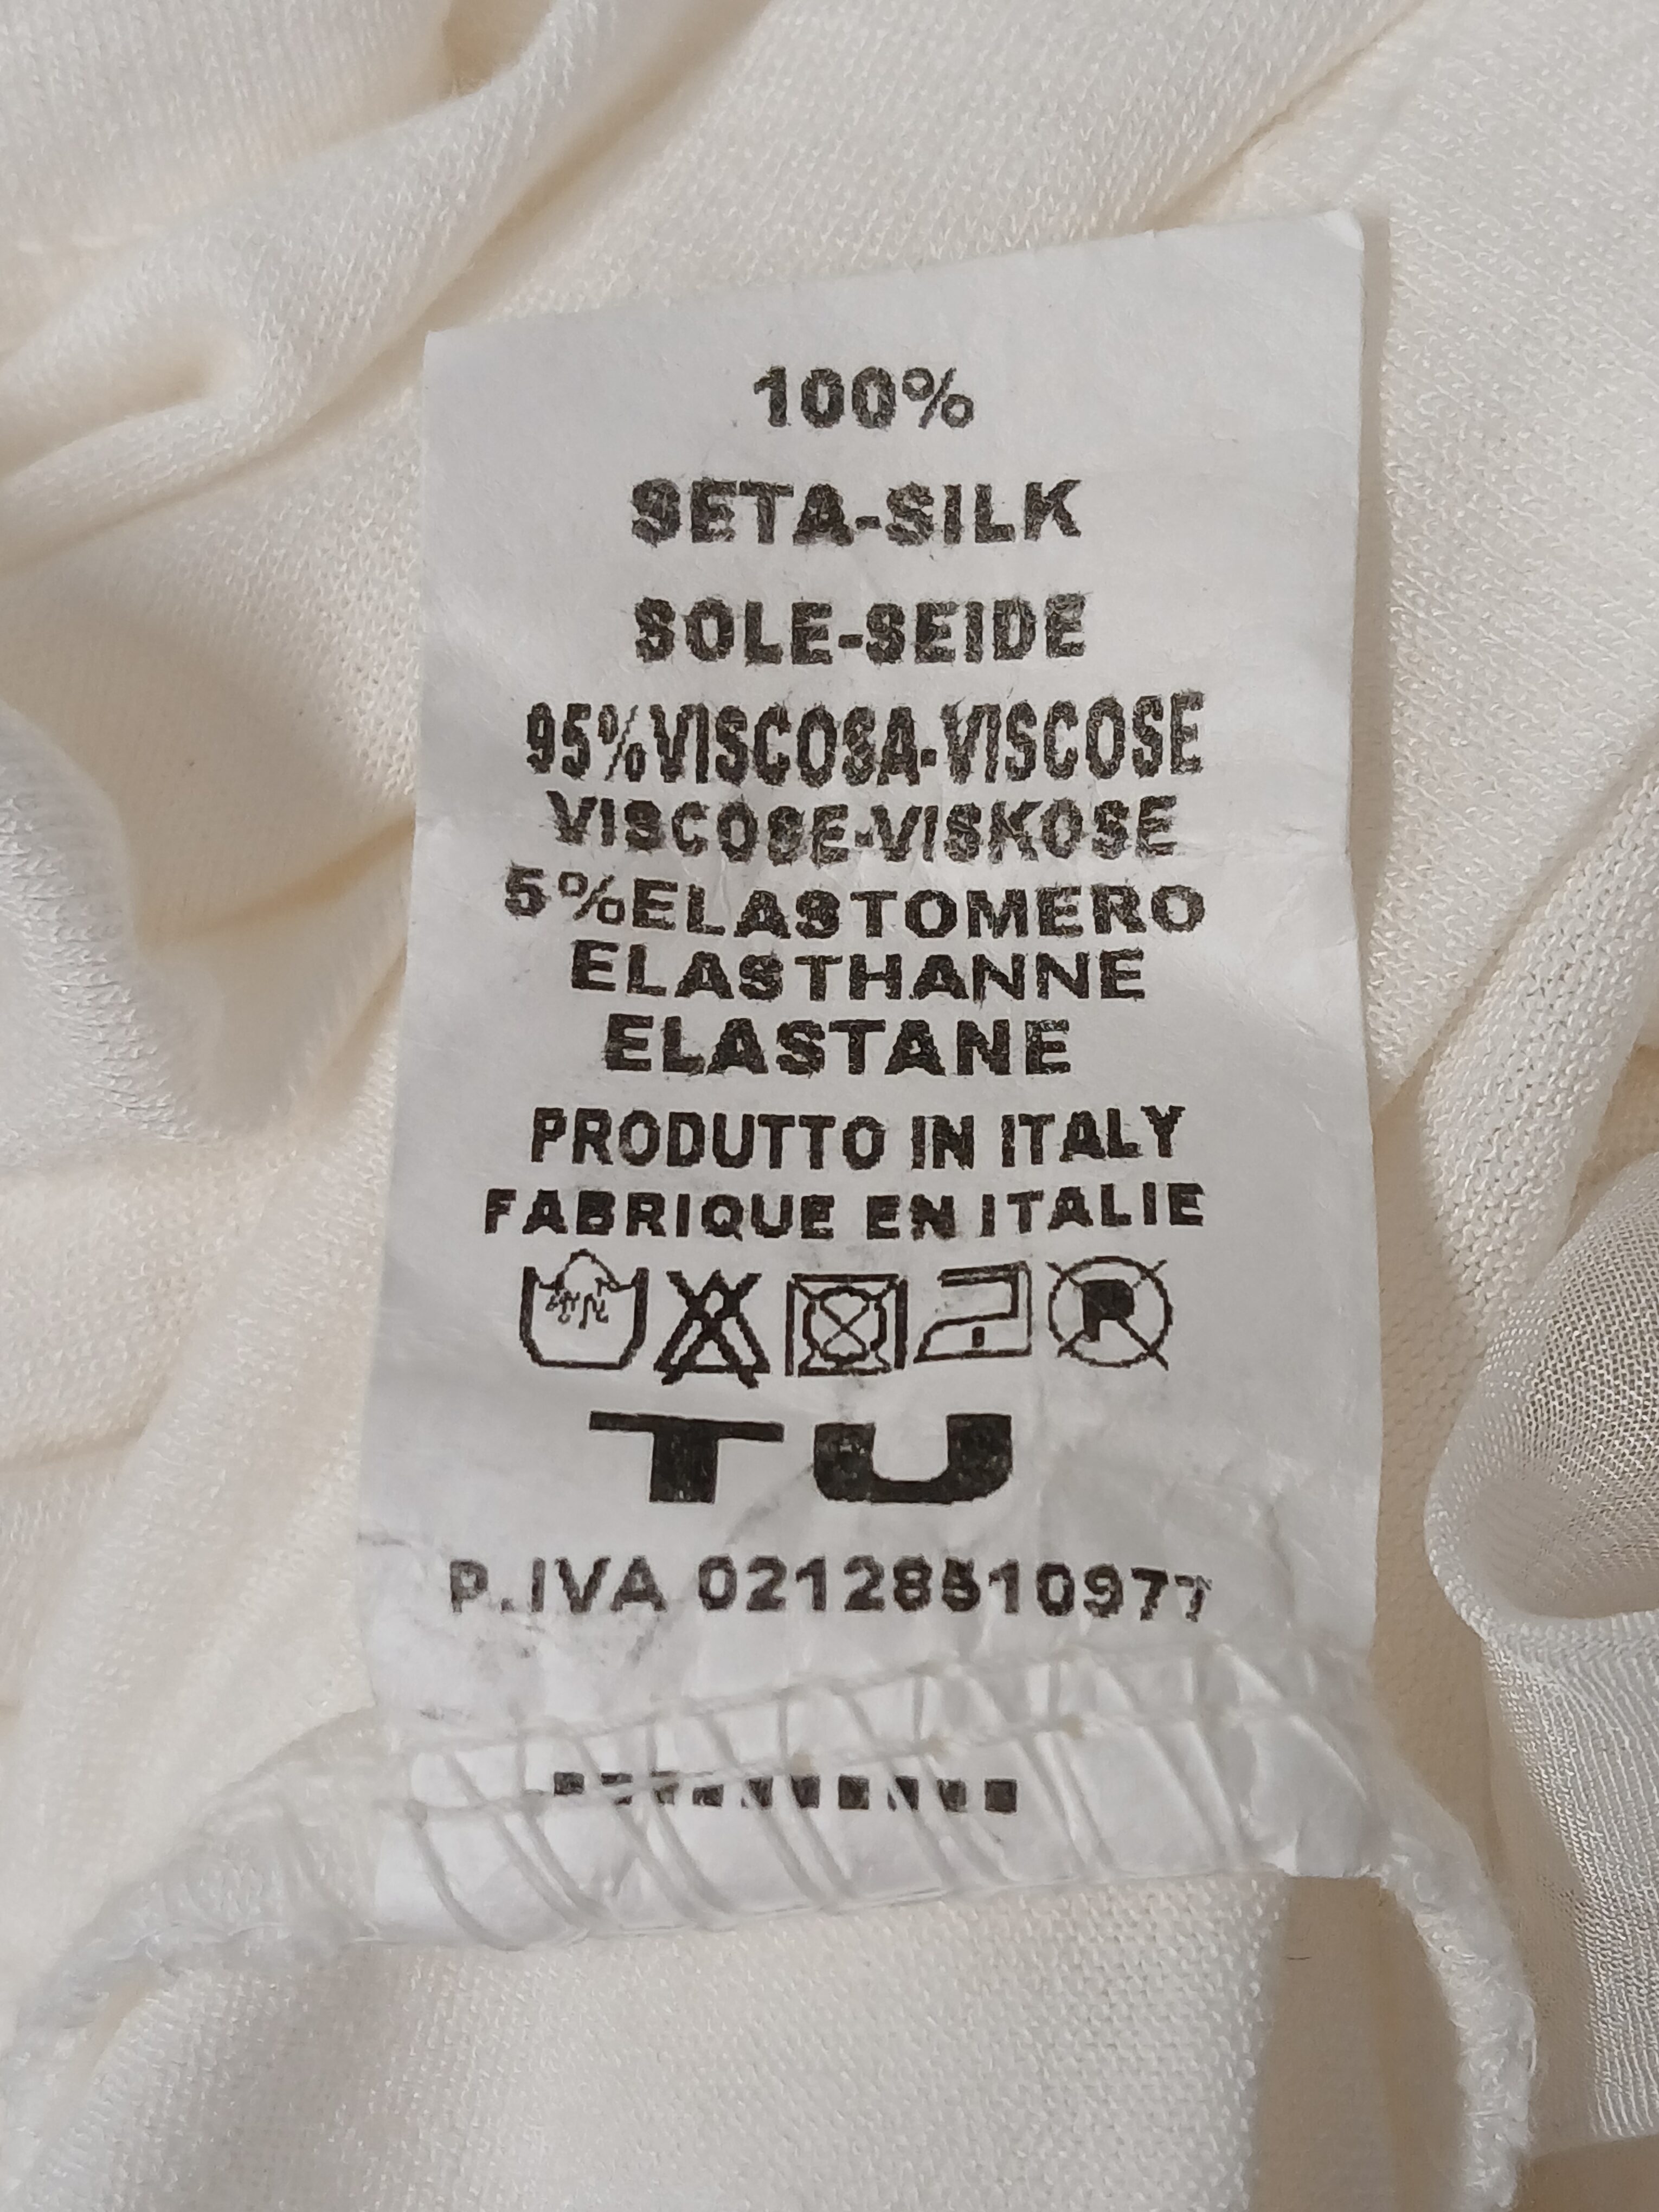 100%
SETA-SILK
SOLE-SEIDE
95%VISCOSA-VISCOSE
VISCOSE-VISKOSE
5%ELASTOMERO
ELASTHANNE
ELASTANE
PRODUTTO IN ITALY
FABRIQUE EN ITALIE
TU
P.IVA 02128510977